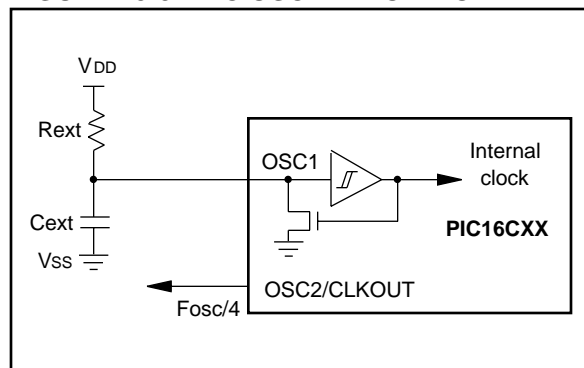 VDD
Rext
OSC1
Internal
clock
Cext
PIC16CXX
VSS
OSC2/CLKOUT
Fosc/4